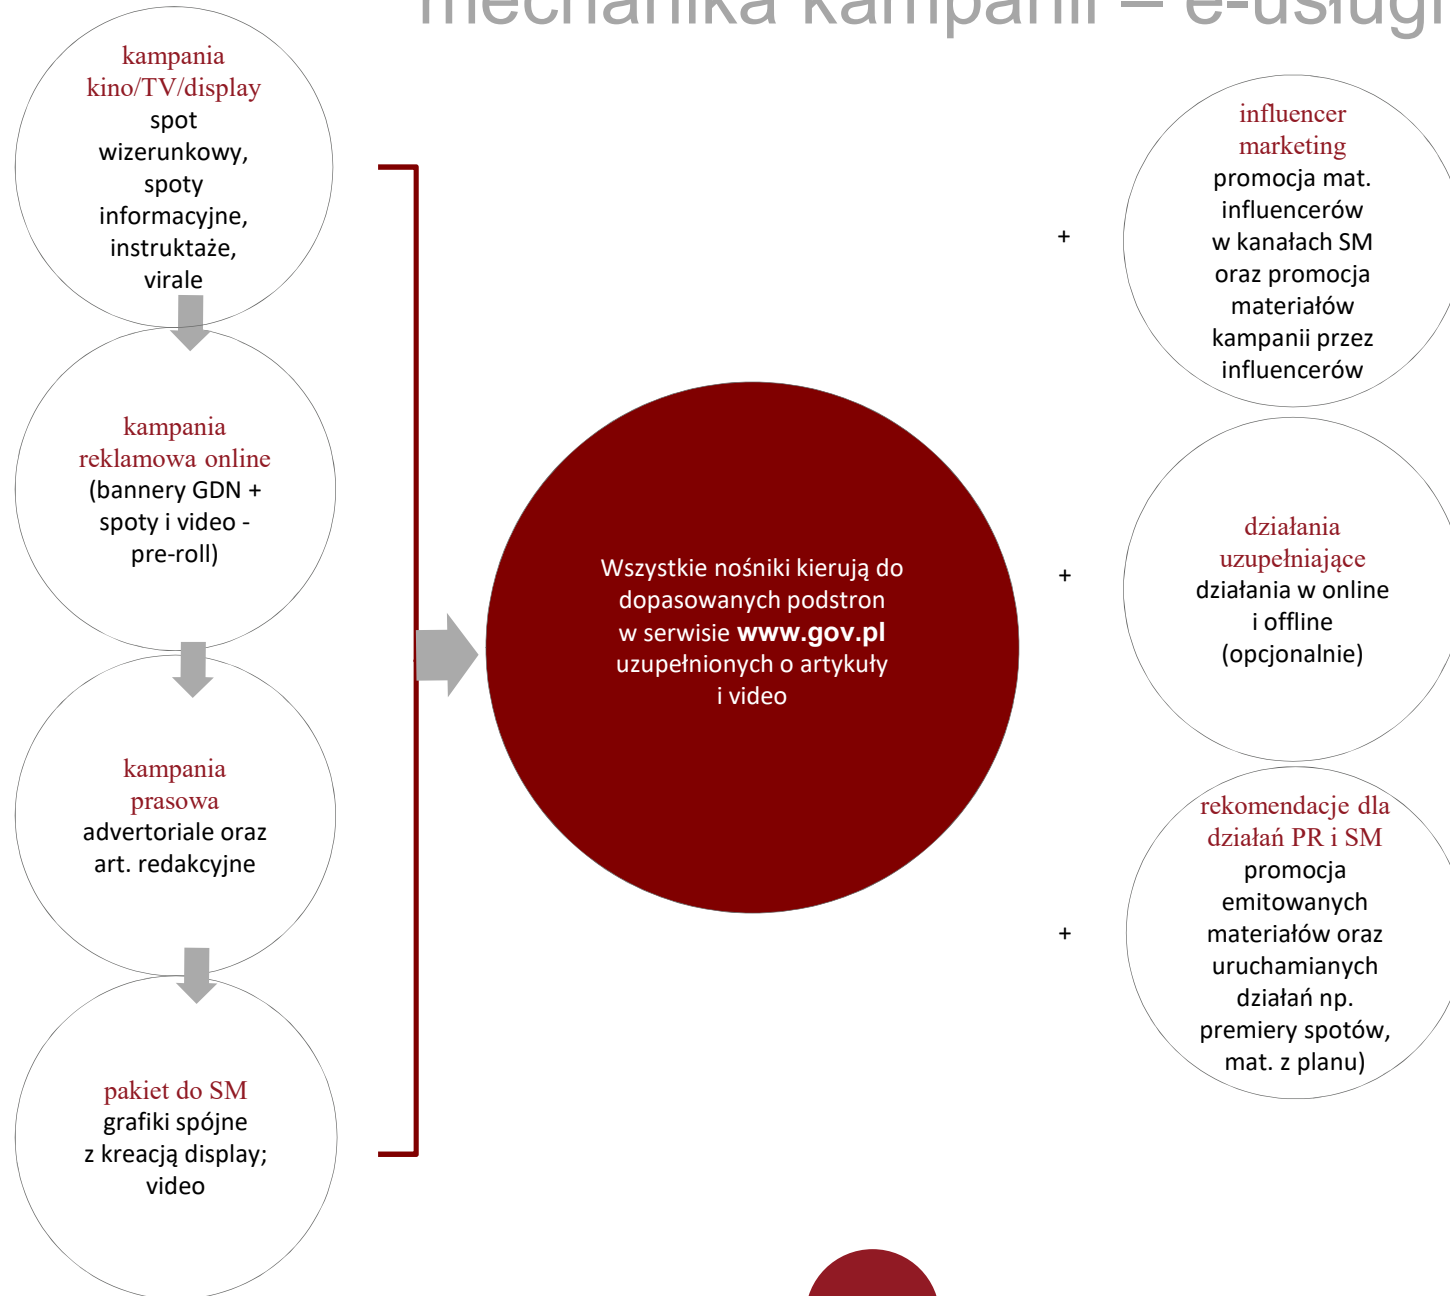 mechanika kampanii – e-usługi
kampania
kino/TV/display
spot
wizerunkowy,
spoty
informacyjne,
instruktaże,
virale
kampania
reklamowa online
(bannery GDN +
spoty i video -
pre-roll)
kampania
prasowa
advertoriale oraz
art. redakcyjne
pakiet do SM
grafiki spójne
z kreacją display;
video
Wszystkie nośniki kierują do
dopasowanych podstron
w serwisie www.gov.pl
uzupełnionych o artykuły
i video
+
influencer
marketing
promocja mat.
influencerów
w kanałach SM
oraz promocja
materiałów
kampanii przez
influencerów
+
działania
uzupełniające
działania w online
i offline
(opcjonalnie)
+
rekomendacje dla
działań PR i SM
promocja
emitowanych
materiałów oraz
uruchamianych
działań np.
premiery spotów,
mat. z planu)